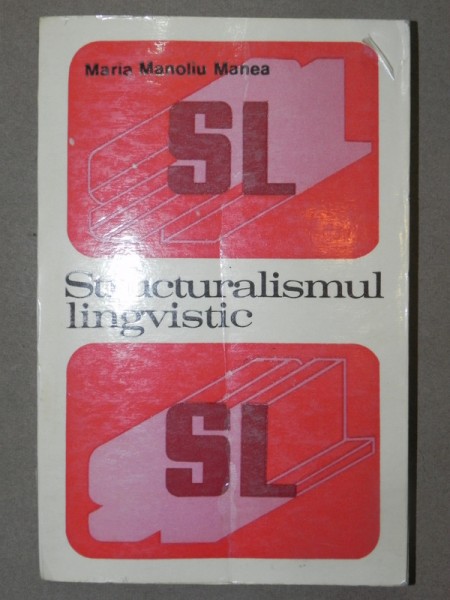 Maria Manoliu Manea
SL
Structuralismul
lingvistic
SL